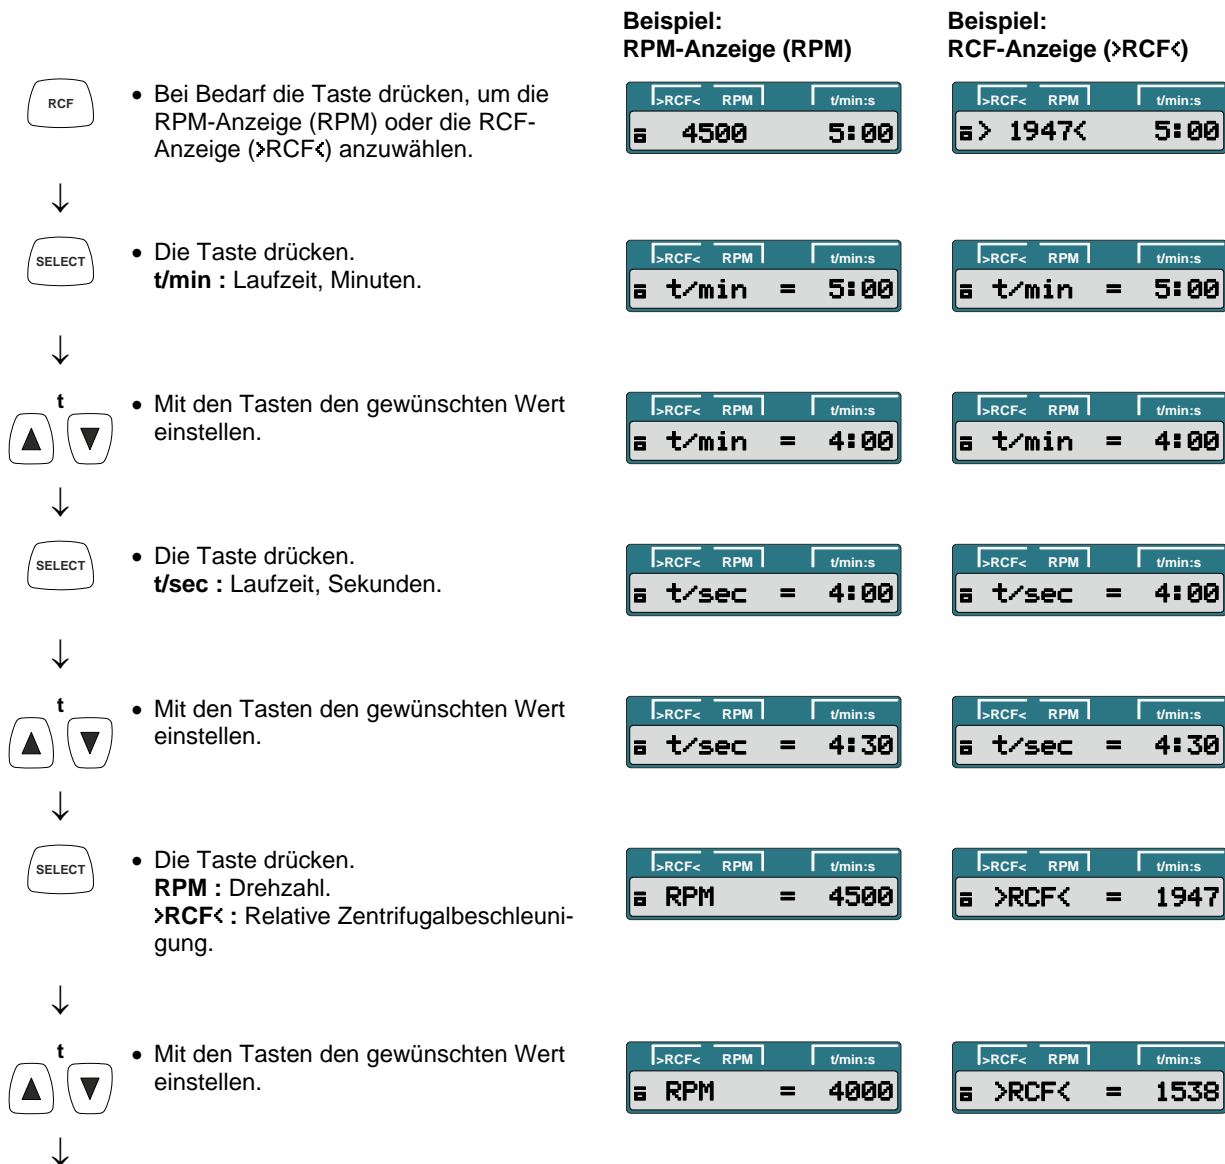 Beispiel:
RPM-Anzeige (RPM)
Beispiel:
RCF-Anzeige (>RCF<)
RCF
• Bei Bedarf die Taste drücken, um die
RPM-Anzeige (RPM) oder die RCF-
Anzeige (>RCF<) anzuwählen.
>RCF< RPM t/min:s
4500 5:00
>RCF< RPM t/min:s
> 1947< 5:00
↓
SELECT
• Die Taste drücken.
t/min : Laufzeit, Minuten.
>RCF< RPM t/min:s
t/min = 5:00
>RCF< RPM t/min:s
t/min = 5:00
↓
t
▲ ▼
• Mit den Tasten den gewünschten Wert
einstellen.
>RCF< RPM t/min:s
t/min = 4:00
>RCF< RPM t/min:s
t/min = 4:00
↓
SELECT
• Die Taste drücken.
t/sec : Laufzeit, Sekunden.
>RCF< RPM t/min:s
t/sec = 4:00
>RCF< RPM t/min:s
t/sec = 4:00
↓
t
▲ ▼
• Mit den Tasten den gewünschten Wert
einstellen.
>RCF< RPM t/min:s
t/sec = 4:30
>RCF< RPM t/min:s
t/sec = 4:30
↓
SELECT
• Die Taste drücken.
RPM : Drehzahl.
>RCF< : Relative Zentrifugalbeschleuni-
gung.
>RCF< RPM t/min:s
RPM = 4500
>RCF< RPM t/min:s
>RCF< = 1947
↓
t
▲ ▼
• Mit den Tasten den gewünschten Wert
einstellen.
>RCF< RPM t/min:s
RPM = 4000
>RCF< RPM t/min:s
>RCF< = 1538
↓